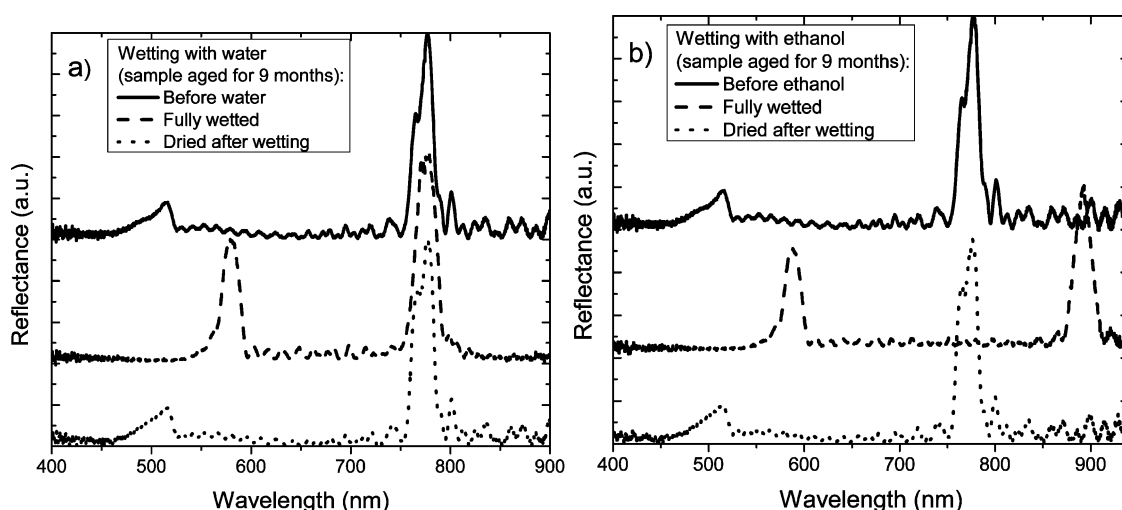 a)
Wetting with water
(sample aged for 9 months):
Before water
Fully wetted
Dried after wetting
Reflectance (a.u.)
400 500 600 700 800 900
Wavelength (nm)
b)
Wetting with ethanol
(sample aged for 9 months):
Before ethanol
Fully wetted
Dried after wetting
Reflectance (a.u.)
400 500 600 700 800 900
Wavelength (nm)